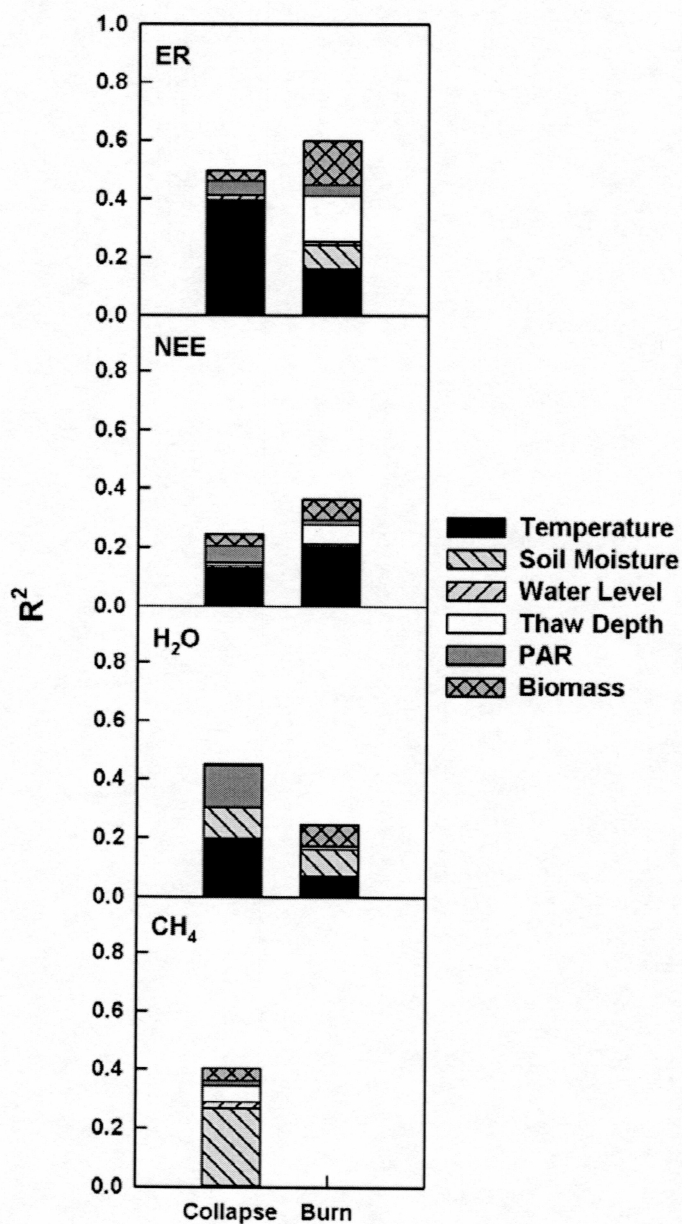 1.0
ER
0.8
0.6
0.4
0.2
0.0
NEE
0.8
0.6
0.4
0.2
0.0
H₂O
0.8
0.6
0.4
0.2
0.0
CH₄
0.8
0.6
0.4
0.2
0.0
Collapse Burn
R²
Temperature
Soil Moisture
Water Level
Thaw Depth
PAR
Biomass